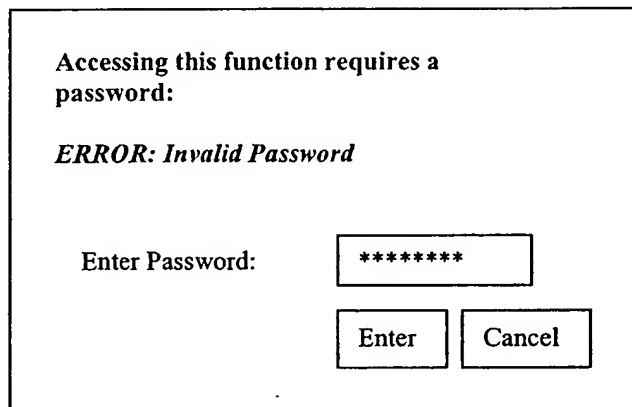 Accessing this function requires a
password:
ERROR: Invalid Password
Enter Password: ********
Enter Cancel